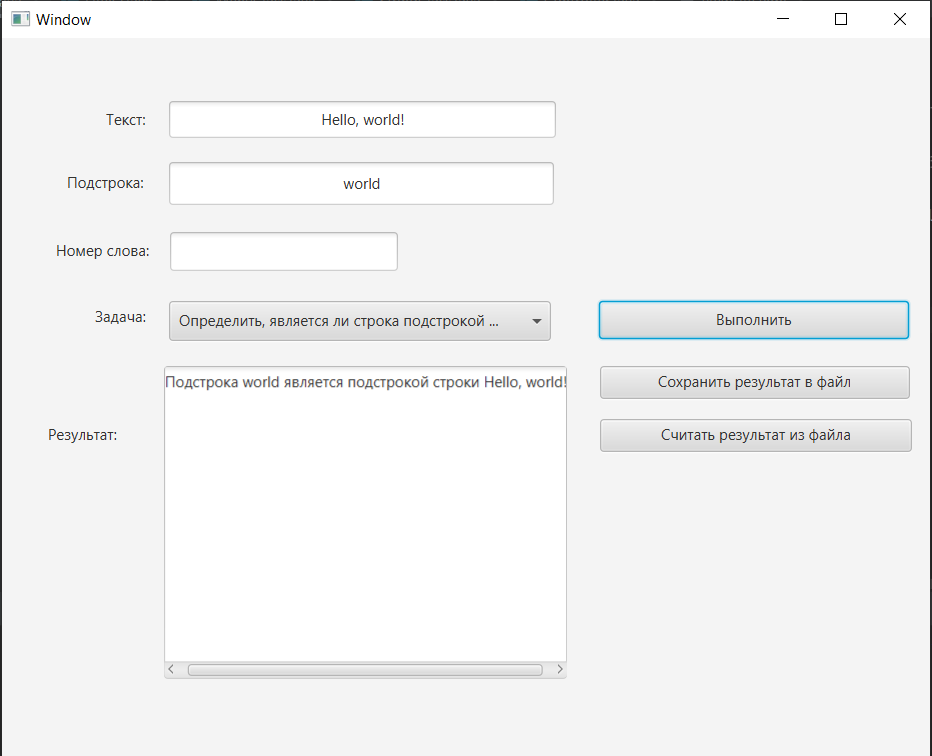 Window
Текст:
Hello, world!
Подстрока:
world
Номер слова:
Задача:
Определить, является ли строка подстрокой ...
Выполнить
Подстрока world является подстрокой строки Hello, world!
Сохранить результат в файл
Результат:
Считать результат из файла